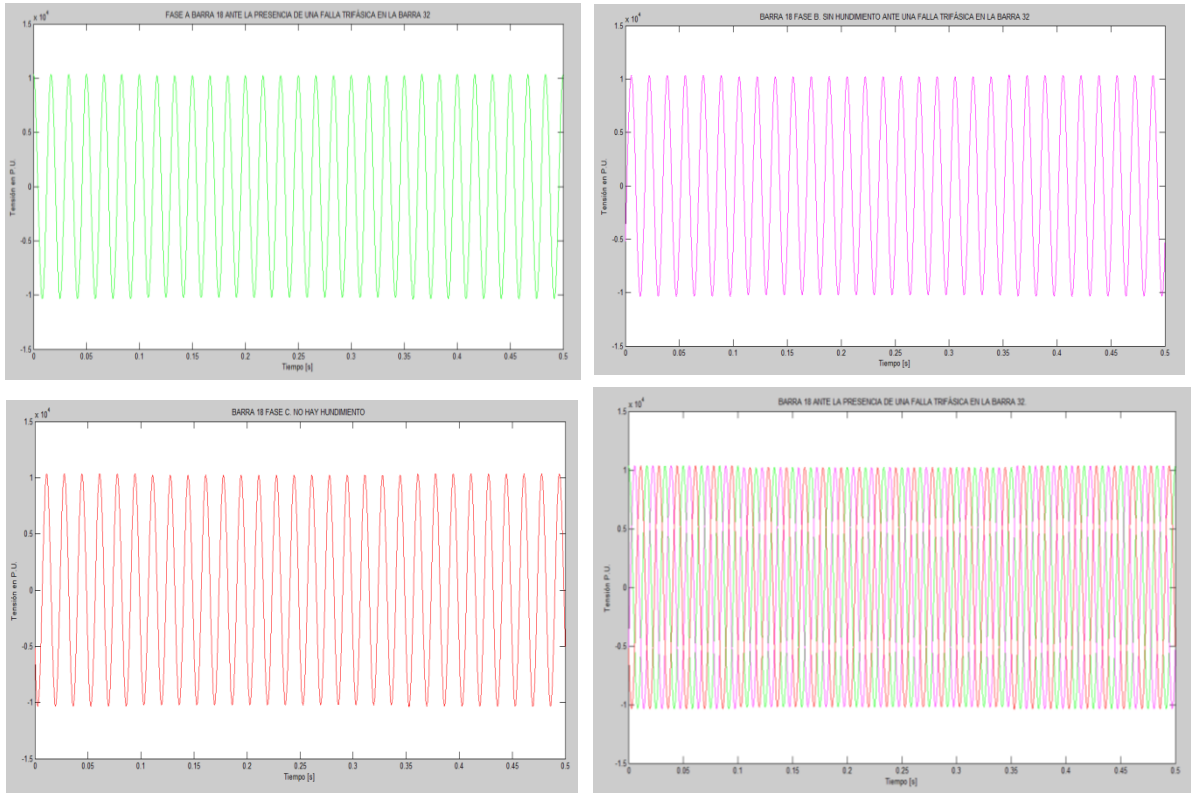 FASE A BARRA 18 ANTE LA PRESENCIA DE UNA FALLA TRIFÁSICA EN LA BARRA 32
x 10^4
1.5
1
0.5
0
-0.5
-1
-1.5
Tensión en P.U.
0 0.05 0.1 0.15 0.2 0.25 0.3 0.35 0.4 0.45 0.5
Tiempo [s]
BARRA 18 FASE B. SIN HUNDIMIENTO ANTE UNA FALLA TRIFÁSICA EN LA BARRA 32
x 10^4
1.5
1
0.5
0
-0.5
-1
-1.5
Tensión en P.U.
0 0.05 0.1 0.15 0.2 0.25 0.3 0.35 0.4 0.45 0.5
Tiempo [s]
BARRA 18 FASE C. NO HAY HUNDIMIENTO
x 10^4
1.5
1
0.5
0
-0.5
-1
-1.5
Tensión en P.U.
0 0.05 0.1 0.15 0.2 0.25 0.3 0.35 0.4 0.45 0.5
Tiempo [s]
BARRA 18 ANTE LA PRESENCIA DE UNA FALLA TRIFÁSICA EN LA BARRA 32.
x 10^4
1.5
1
0.5
0
-0.5
-1
-1.5
Tensión en P.U.
0 0.05 0.1 0.15 0.2 0.25 0.3 0.35 0.4 0.45 0.5
Tiempo [s]